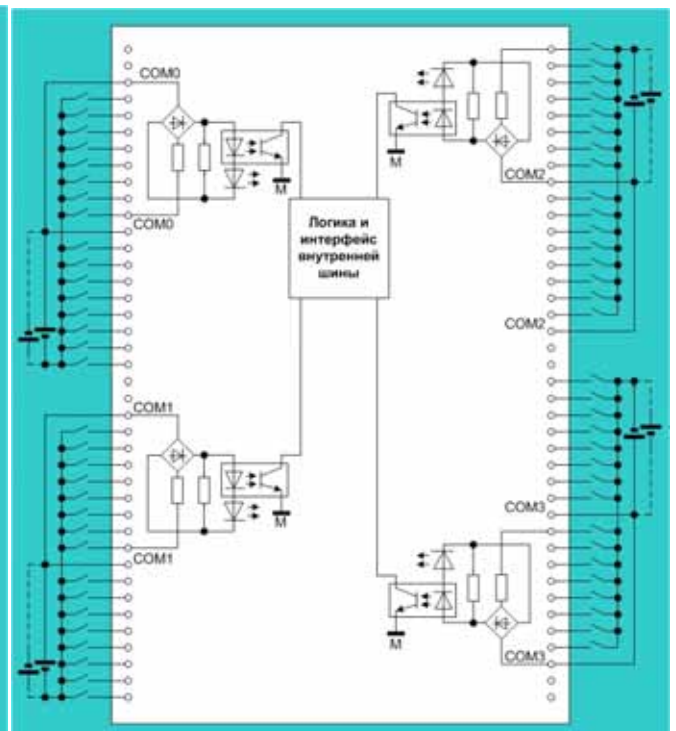 COM0
COM2
M
M
COM0
Логика и
интерфейс
внутренней
шины
COM2
COM1
COM1
M
COM3
M
COM3